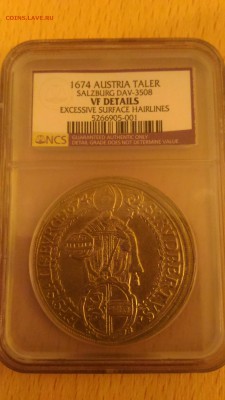 COINS.LAVE.RU
1674 AUSTRIA TALER
SALZBURG DAV-3508
VF DETAILS
EXCESSIVE SURFACE HAIRLINES
5266905-001
NCS
GUARANTEED AUTHENTIC ONLY
DETAIL GRADE DOES NOT DETERMINE VALUE